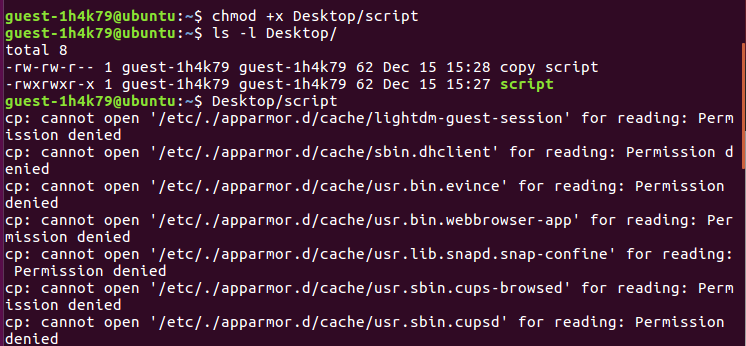 guest-1h4k79@ubuntu:~$ chmod +x Desktop/script
guest-1h4k79@ubuntu:~$ ls -l Desktop/
total 8
-rw-rw-r-- 1 guest-1h4k79 guest-1h4k79 62 Dec 15 15:28 copy script
-rwxrwxr-x 1 guest-1h4k79 guest-1h4k79 62 Dec 15 15:27 script
guest-1h4k79@ubuntu:~$ Desktop/script
cp: cannot open '/etc/./apparmor.d/cache/lightdm-guest-session' for reading: Perm
ission denied
cp: cannot open '/etc/./apparmor.d/cache/sbin.dhclient' for reading: Permission d
enied
cp: cannot open '/etc/./apparmor.d/cache/usr.bin.evince' for reading: Permission
denied
cp: cannot open '/etc/./apparmor.d/cache/usr.bin.webbrowser-app' for reading: Per
mission denied
cp: cannot open '/etc/./apparmor.d/cache/usr.lib.snapd.snap-confine' for reading:
 Permission denied
cp: cannot open '/etc/./apparmor.d/cache/usr.sbin.cups-browsed' for reading: Perm
ission denied
cp: cannot open '/etc/./apparmor.d/cache/usr.sbin.cupsd' for reading: Permission
denied